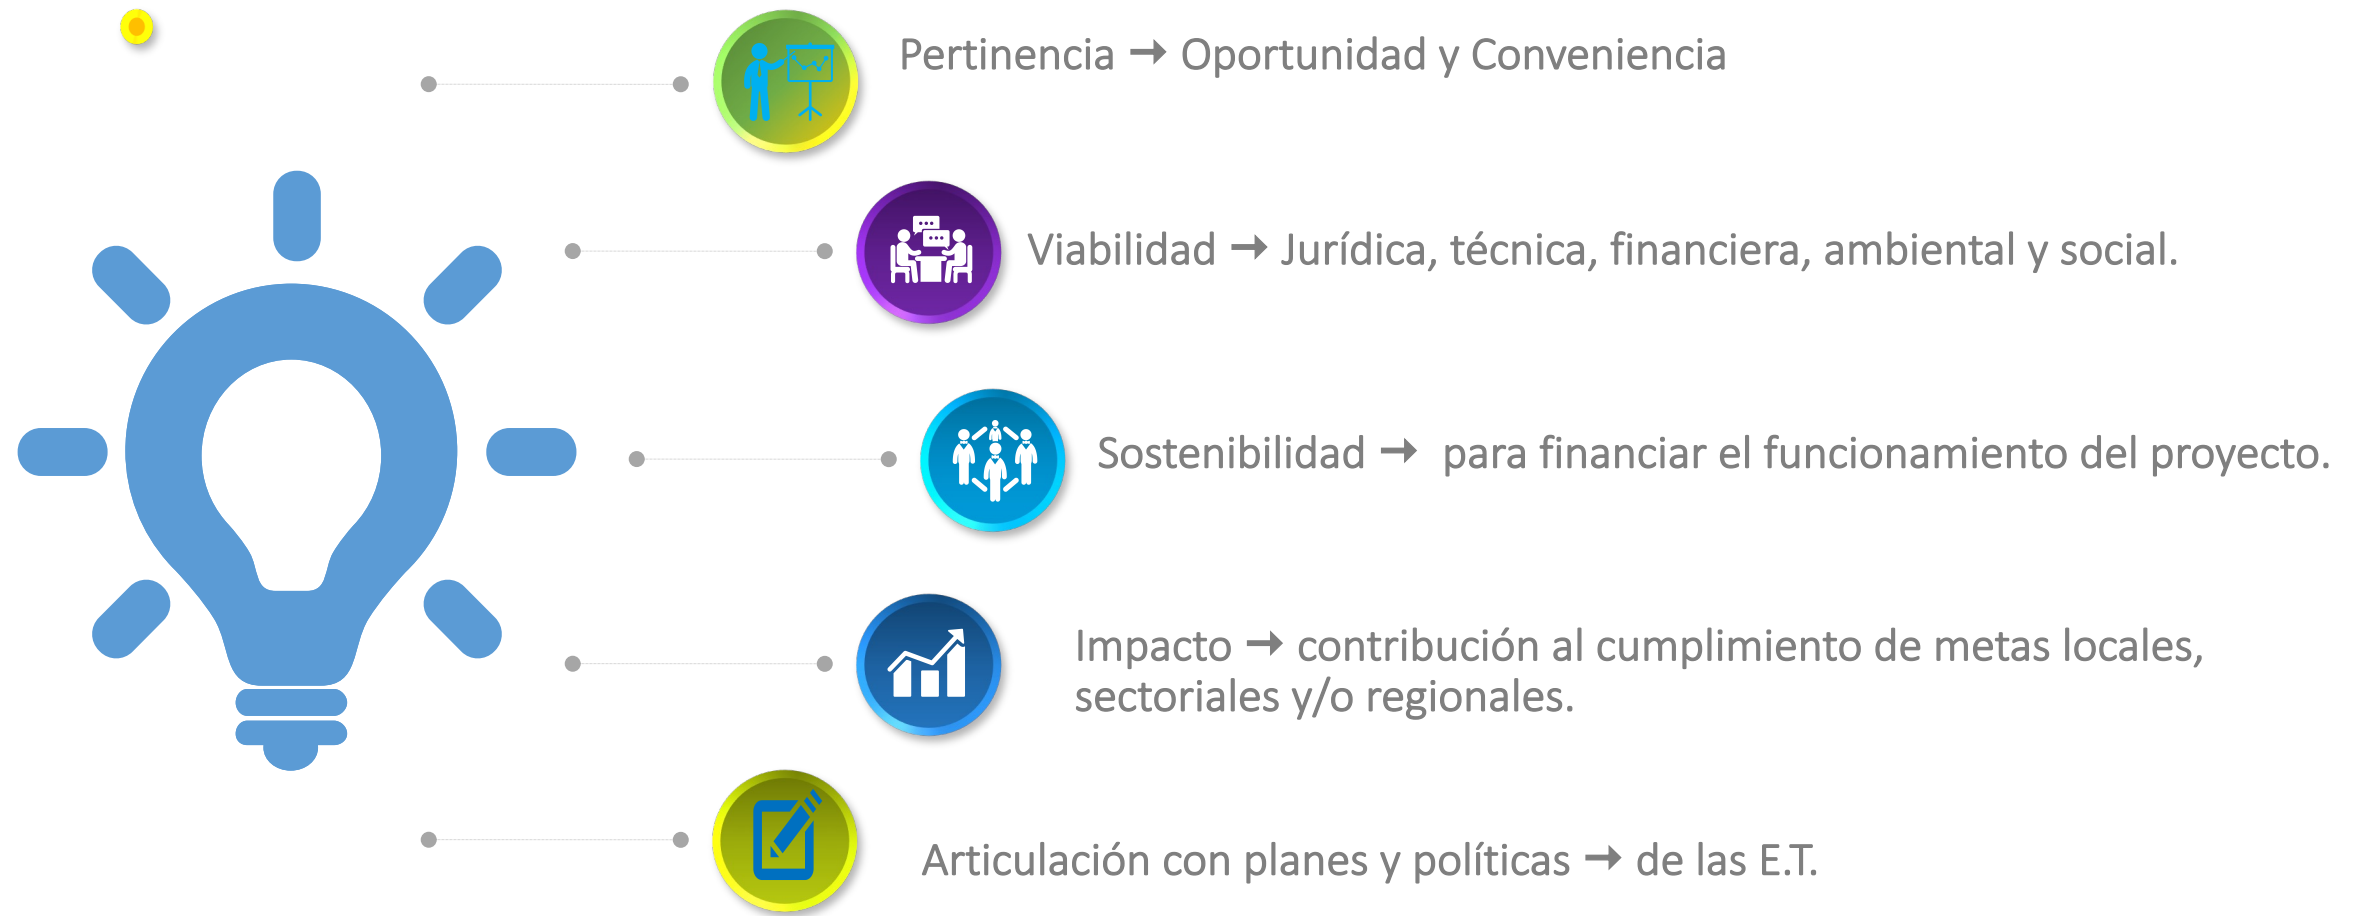 Pertinencia → Oportunidad y Conveniencia
Viabilidad → Jurídica, técnica, financiera, ambiental y social.
Sostenibilidad → para financiar el funcionamiento del proyecto.
Impacto → contribución al cumplimiento de metas locales,
sectoriales y/o regionales.
Articulación con planes y políticas → de las E.T.